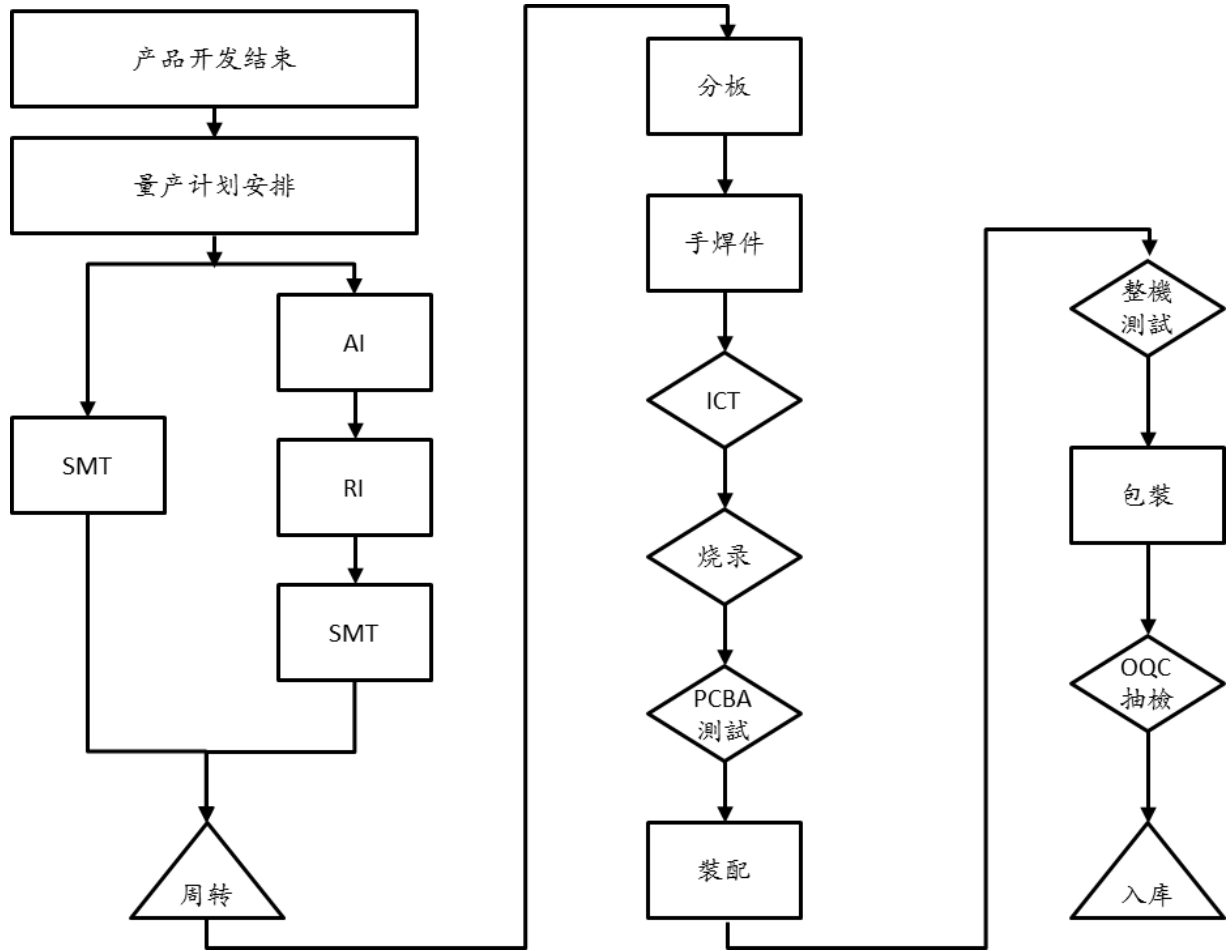 产品开发结束
量产计划安排
SMT
AI
RI
SMT
周转
分板
手焊件
ICT
烧录
PCBA
測試
裝配
整機
測試
包裝
OQC
抽檢
入库